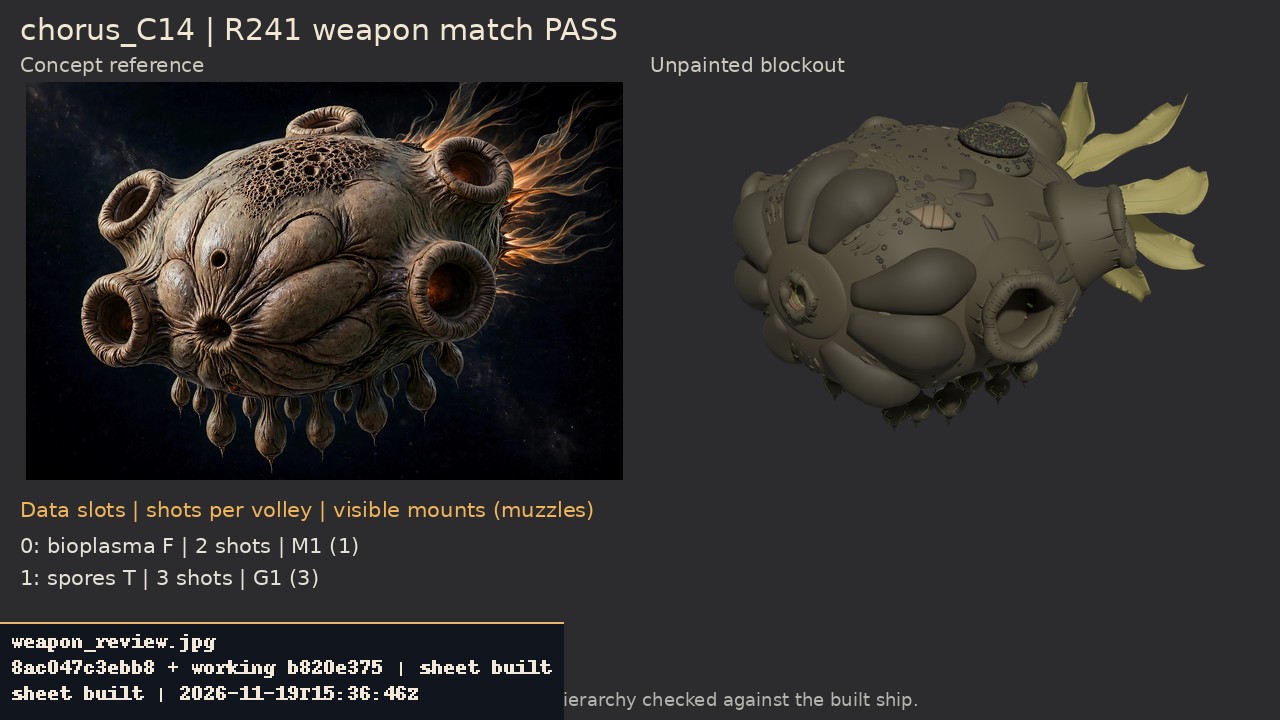 chorus_C14 | R241 weapon match PASS
Concept reference
Unpainted blockout
Data slots | shots per volley | visible mounts (muzzles)
0: bioplasma F | 2 shots | M1 (1)
1: spores T | 3 shots | G1 (3)
weapon_review.jpg
8ac047c3ebb8 + working b820e375 | sheet built
sheet built | 2026-11-19T15:36:46Z
checked against the built ship.